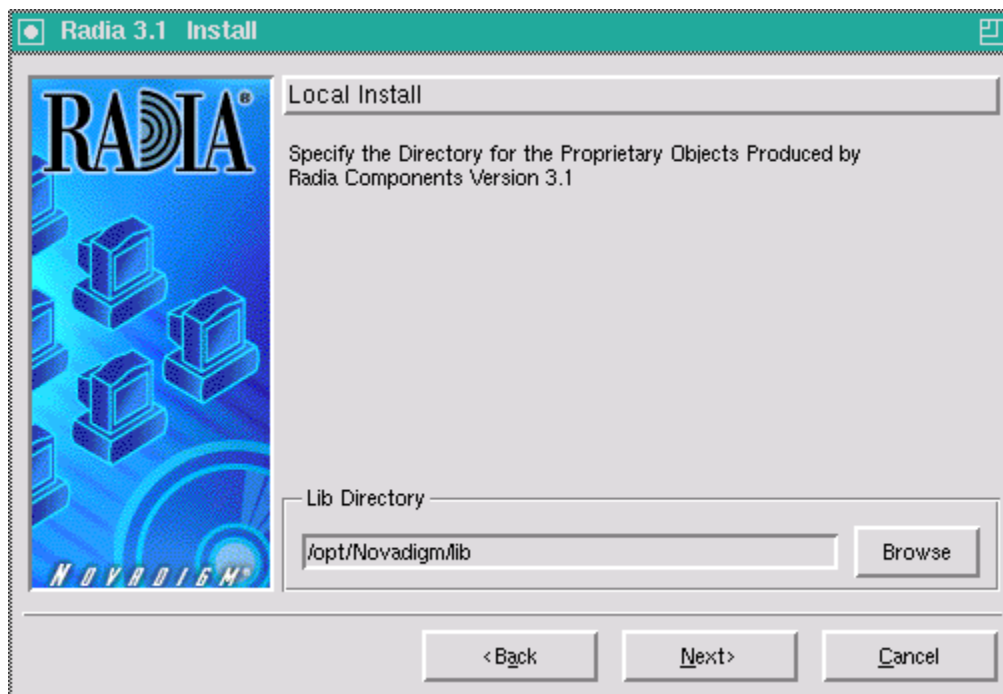 Radia 3.1 Install
RADIA®
Local Install
Specify the Directory for the Proprietary Objects Produced by
Radia Components Version 3.1
Lib Directory
/opt/Novadigm/lib
Browse
NOVADIGM®
<Back
Next>
Cancel